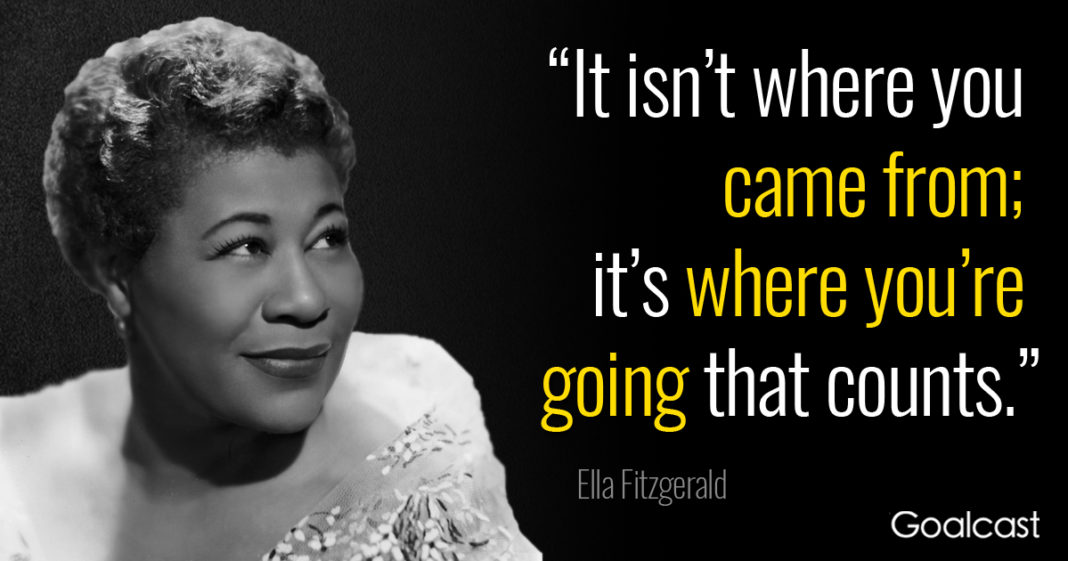 “It isn’t where you
came from;
it’s where you’re
going that counts.”
Ella Fitzgerald
Goalcast